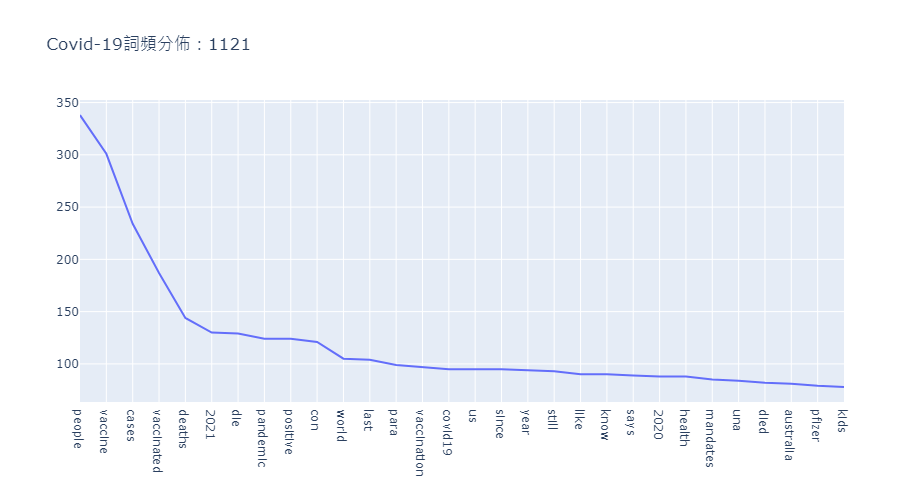 Covid-19詞頻分佈：1121
350
300
250
200
150
100
people
vaccine
cases
vaccinated
deaths
2021
die
pandemic
positive
con
world
last
para
vaccination
covid19
us
since
year
still
like
know
says
2020
health
mandates
una
died
australia
pfizer
kids